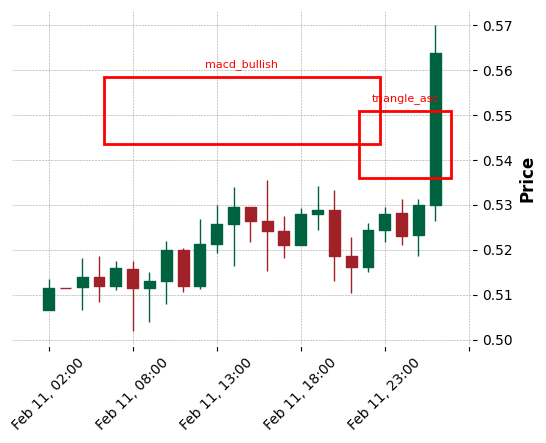 0.57
macd_bullish
0.56
triangle_asc
0.55
0.54
Price
0.53
0.52
0.51
0.50
Feb 11, 02:00
Feb 11, 08:00
Feb 11, 13:00
Feb 11, 18:00
Feb 11, 23:00